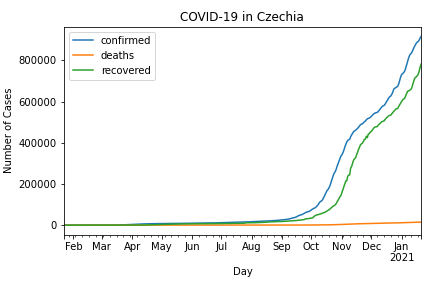 COVID-19 in Czechia
confirmed
deaths
recovered
Number of Cases
800000
600000
400000
200000
0
Feb Mar Apr May Jun Jul Aug Sep Oct Nov Dec Jan
2021
Day